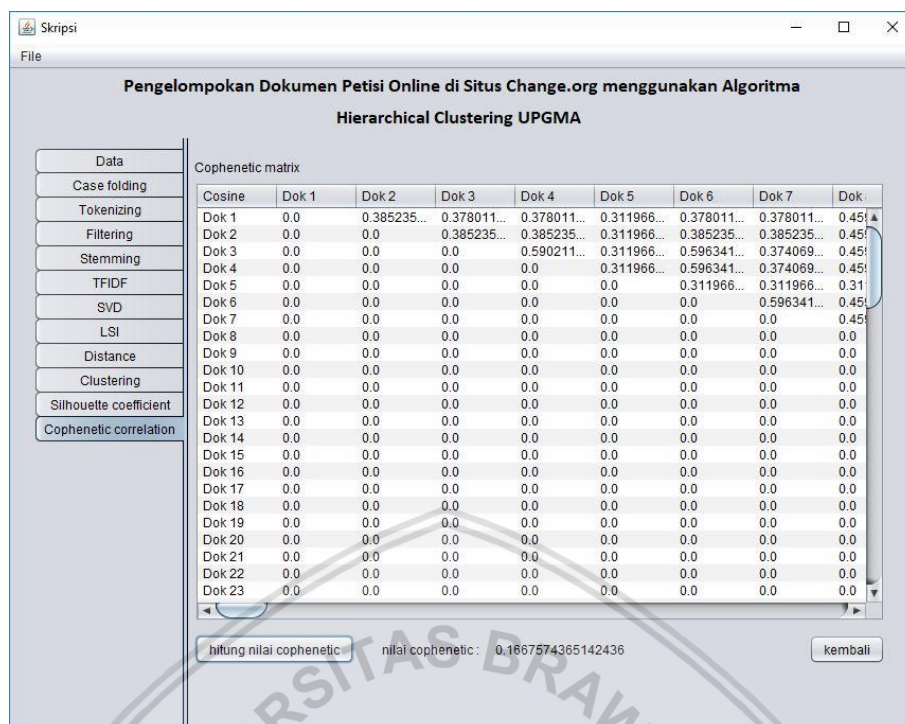 Skripsi
File
Pengelompokan Dokumen Petisi Online di Situs Change.org menggunakan Algoritma
Hierarchical Clustering UPGMA
Data
Case folding
Tokenizing
Filtering
Stemming
TFIDF
SVD
LSI
Distance
Clustering
Silhouette coefficient
Cophenetic correlation
Cophenetic matrix
Cosine Dok 1 Dok 2 Dok 3 Dok 4 Dok 5 Dok 6 Dok 7 Dok
Dok 1 0.0 0.385235... 0.378011... 0.378011... 0.311966... 0.378011... 0.378011... 0.459
Dok 2 0.0 0.0 0.385235... 0.385235... 0.311966... 0.385235... 0.385235... 0.459
Dok 3 0.0 0.0 0.0 0.590211... 0.311966... 0.596341... 0.374069... 0.459
Dok 4 0.0 0.0 0.0 0.0 0.311966... 0.596341... 0.374069... 0.459
Dok 5 0.0 0.0 0.0 0.0 0.0 0.311966... 0.311966... 0.311
Dok 6 0.0 0.0 0.0 0.0 0.0 0.0 0.596341... 0.459
Dok 7 0.0 0.0 0.0 0.0 0.0 0.0 0.0 0.459
Dok 8 0.0 0.0 0.0 0.0 0.0 0.0 0.0 0.0
Dok 9 0.0 0.0 0.0 0.0 0.0 0.0 0.0 0.0
Dok 10 0.0 0.0 0.0 0.0 0.0 0.0 0.0 0.0
Dok 11 0.0 0.0 0.0 0.0 0.0 0.0 0.0 0.0
Dok 12 0.0 0.0 0.0 0.0 0.0 0.0 0.0 0.0
Dok 13 0.0 0.0 0.0 0.0 0.0 0.0 0.0 0.0
Dok 14 0.0 0.0 0.0 0.0 0.0 0.0 0.0 0.0
Dok 15 0.0 0.0 0.0 0.0 0.0 0.0 0.0 0.0
Dok 16 0.0 0.0 0.0 0.0 0.0 0.0 0.0 0.0
Dok 17 0.0 0.0 0.0 0.0 0.0 0.0 0.0 0.0
Dok 18 0.0 0.0 0.0 0.0 0.0 0.0 0.0 0.0
Dok 19 0.0 0.0 0.0 0.0 0.0 0.0 0.0 0.0
Dok 20 0.0 0.0 0.0 0.0 0.0 0.0 0.0 0.0
Dok 21 0.0 0.0 0.0 0.0 0.0 0.0 0.0 0.0
Dok 22 0.0 0.0 0.0 0.0 0.0 0.0 0.0 0.0
Dok 23 0.0 0.0 0.0 0.0 0.0 0.0 0.0 0.0
hitung nilai cophenetic nilai cophenetic : 0,1667574365142436 kembali
ERSITAS BRAW